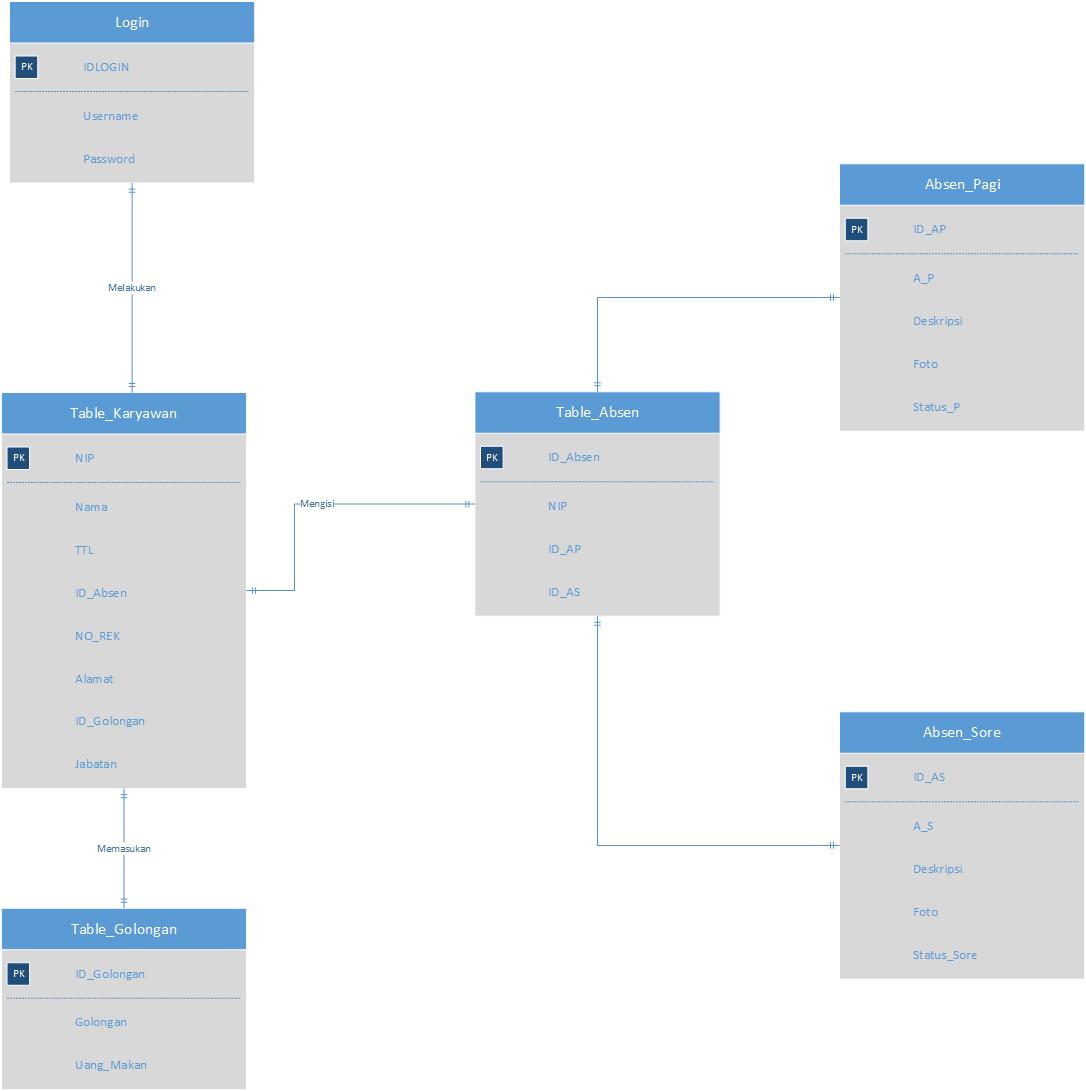 Login
PK IDLOGIN
Username
Password
Melakukan
Table_Karyawan
PK NIP
Nama
TTL
ID_Absen
NO_REK
Alamat
ID_Golongan
Jabatan
Memasukan
Table_Golongan
PK ID_Golongan
Golongan
Uang_Makan
Mengisi
Table_Absen
PK ID_Absen
NIP
ID_AP
ID_AS
Absen_Pagi
PK ID_AP
A_P
Deskripsi
Foto
Status_P
Absen_Sore
PK ID_AS
A_S
Deskripsi
Foto
Status_Sore